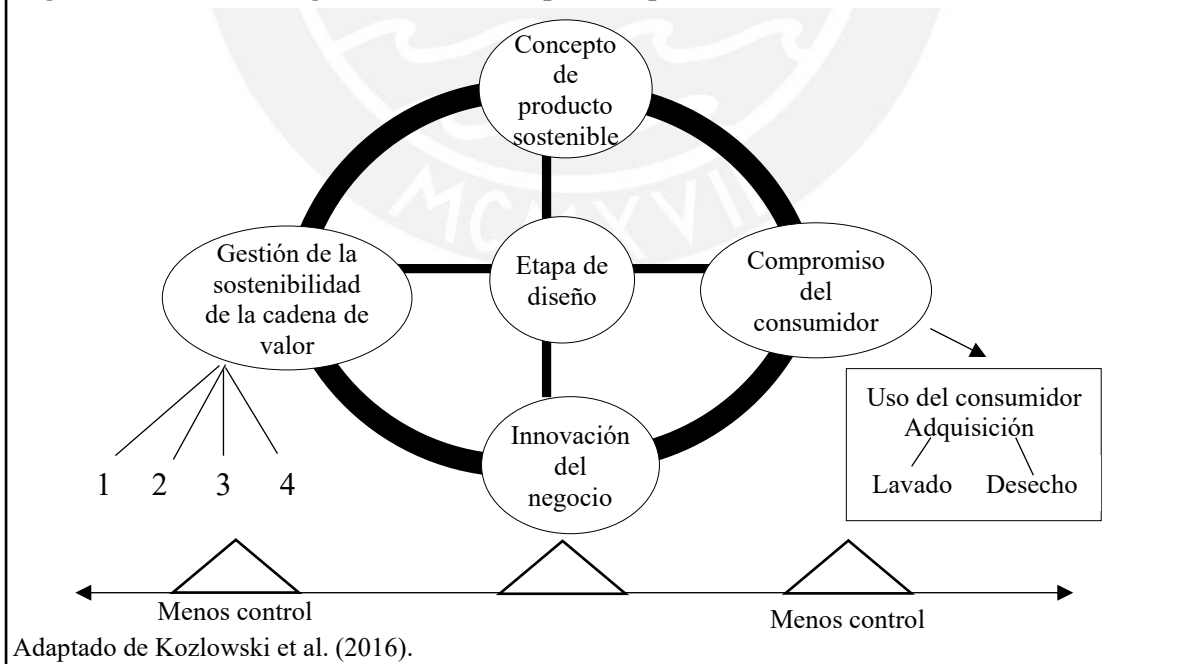 Concepto
de
producto
sostenible
MCMXVII
Gestión de la
sostenibilidad
de la cadena de
valor
Etapa de
diseño
Compromiso
del
consumidor
Innovación
del
negocio
1 2 3 4
Uso del consumidor
Adquisición
Lavado Desecho
Menos control
Menos control
Adaptado de Kozlowski et al. (2016).